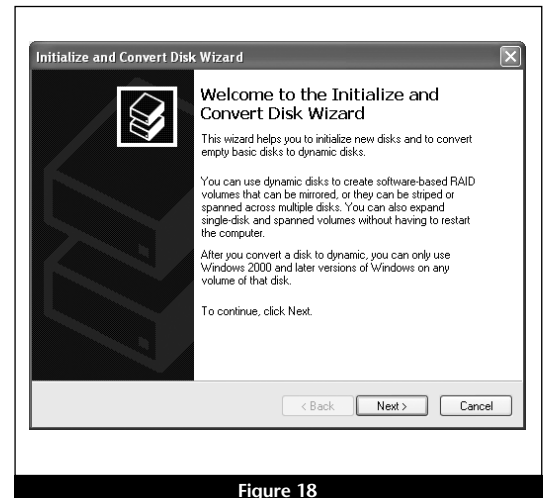 Initialize and Convert Disk Wizard
Welcome to the Initialize and
Convert Disk Wizard
This wizard helps you to initialize new disks and to convert
empty basic disks to dynamic disks.
You can use dynamic disks to create software-based RAID
volumes that can be mirrored, or they can be striped or
spanned across multiple disks. You can also expand
single-disk and spanned volumes without having to restart
the computer.
After you convert a disk to dynamic, you can only use
Windows 2000 and later versions of Windows on any
volume of that disk.
To continue, click Next.
< Back Next > Cancel
Figure 18